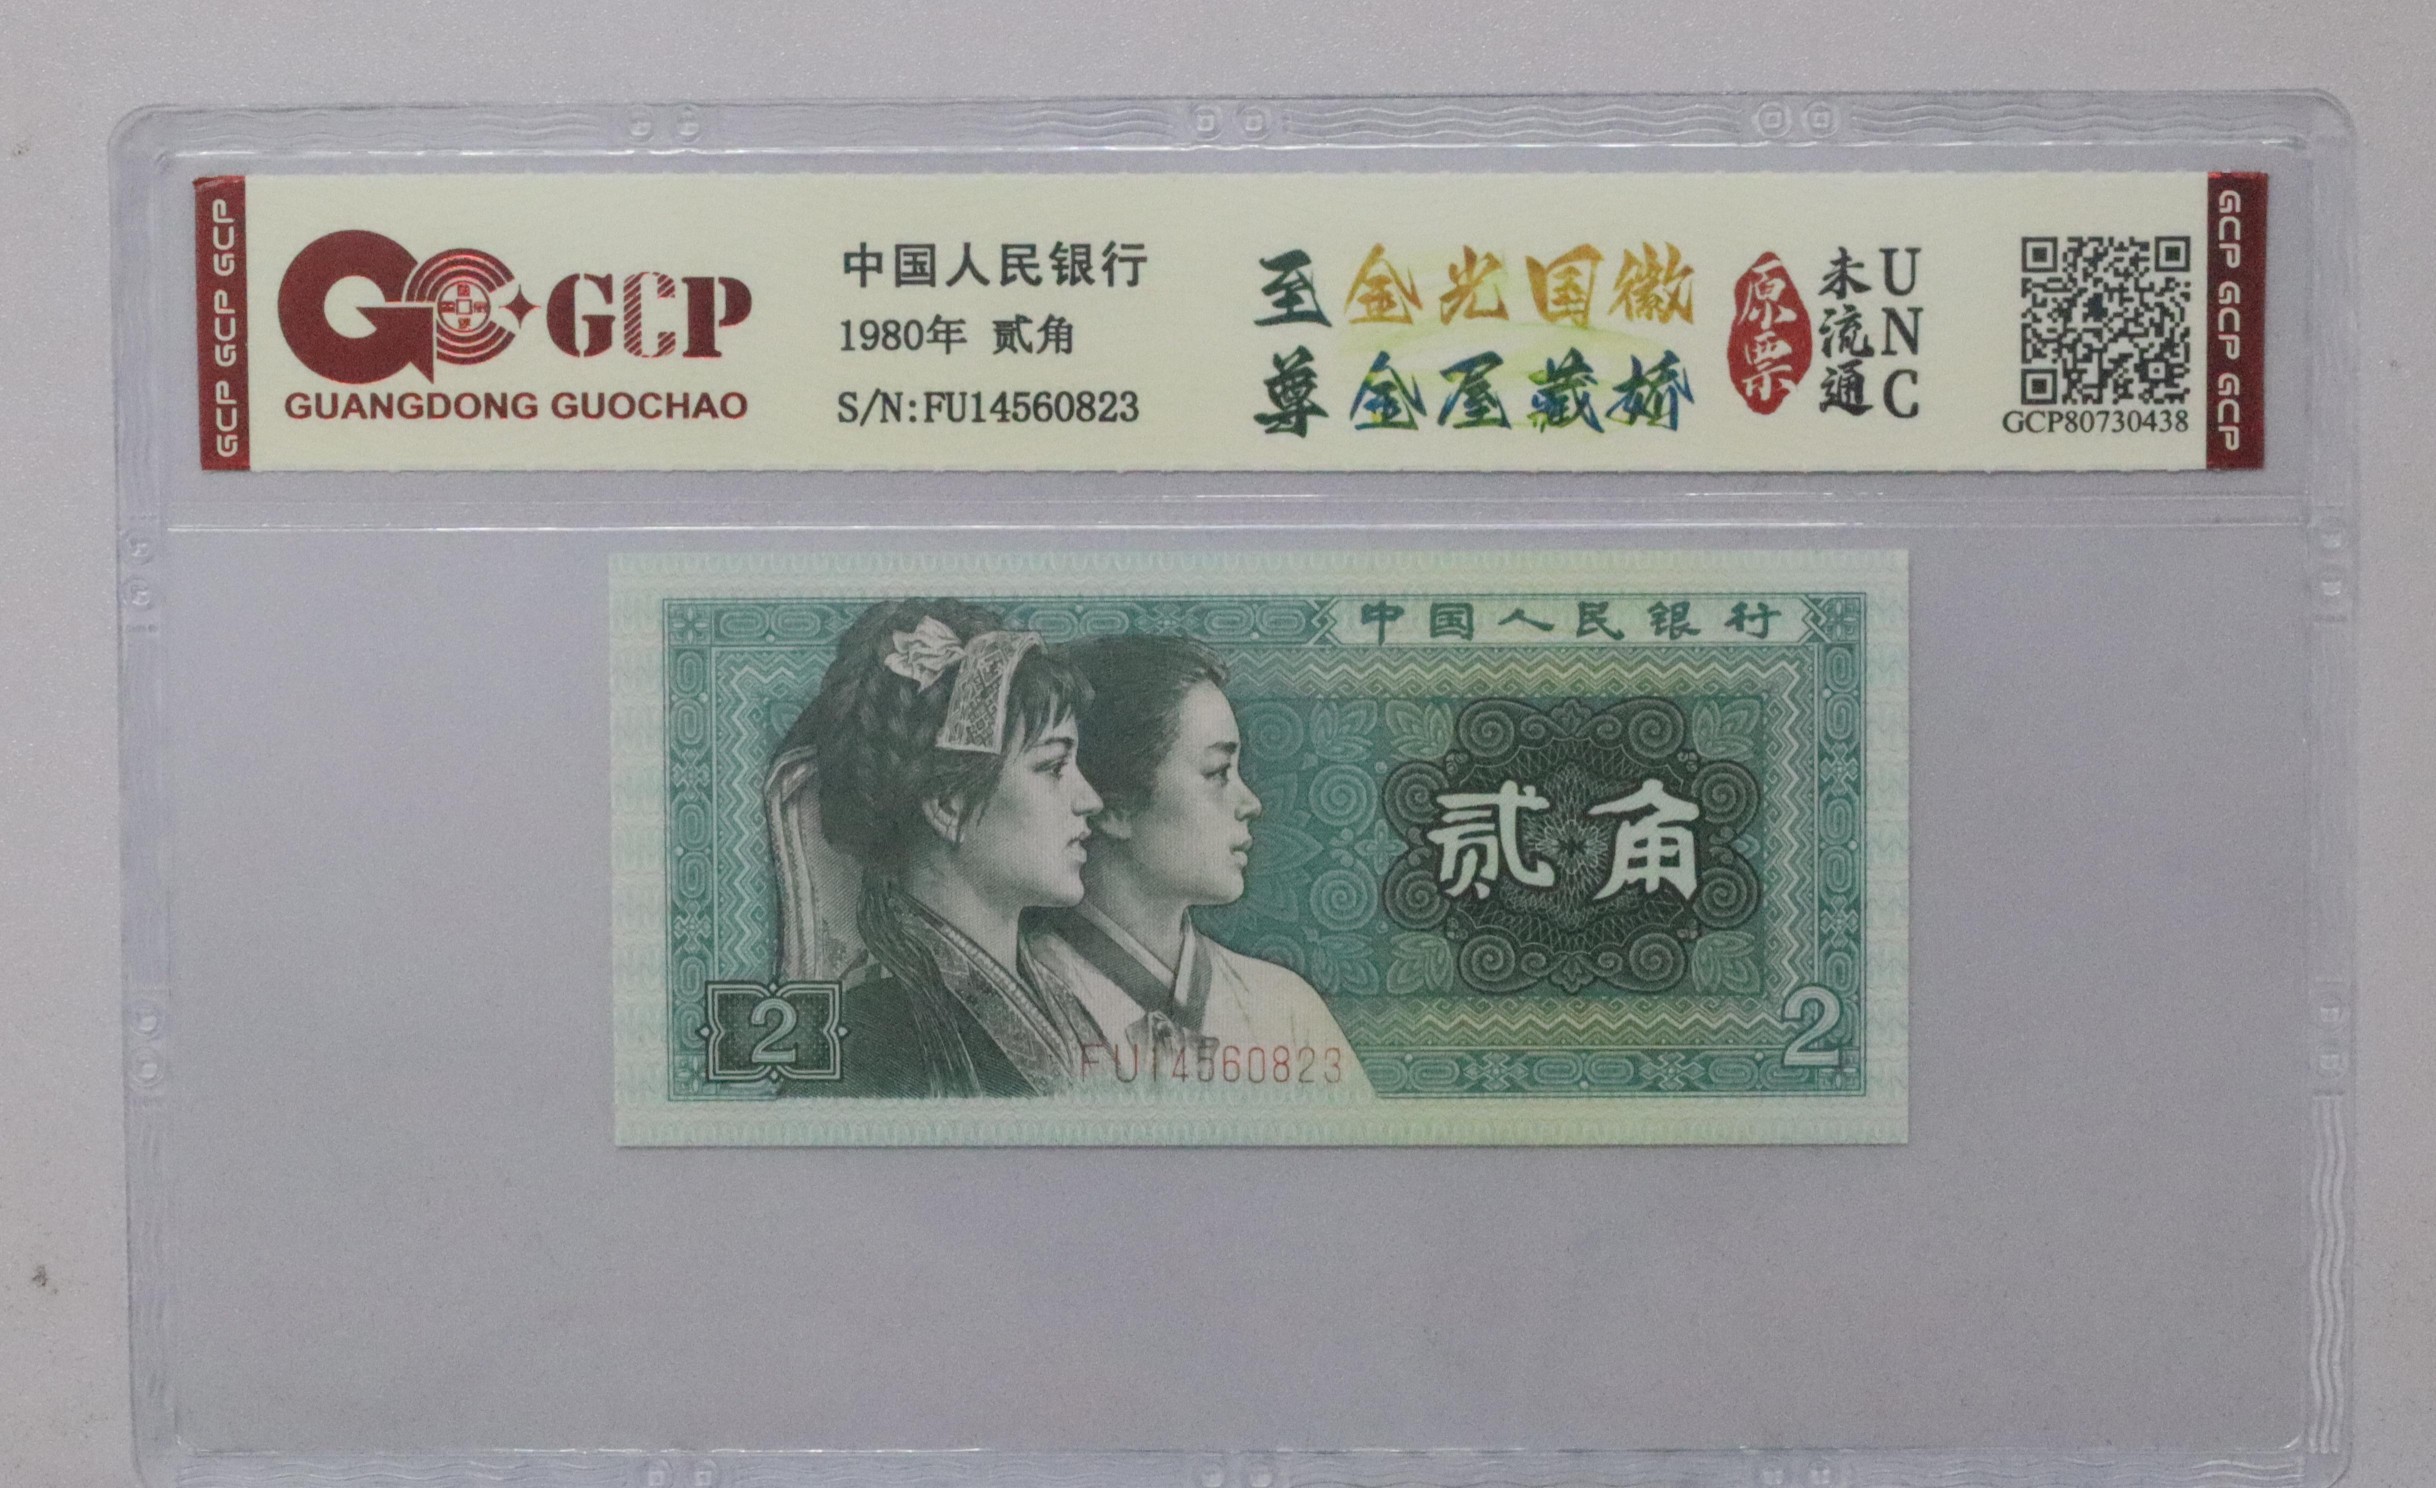 GCP GCP GCP
GCP
GUANGDONG GUOCHAO
中国人民银行
1980年 贰角
S/N:FU14560823
至尊
金光国徽
金屋藏娇
原票
未流通
UNC
GCP80730438
GCP GCP GCP
中国人民银行
贰角
2
FU14560823
2